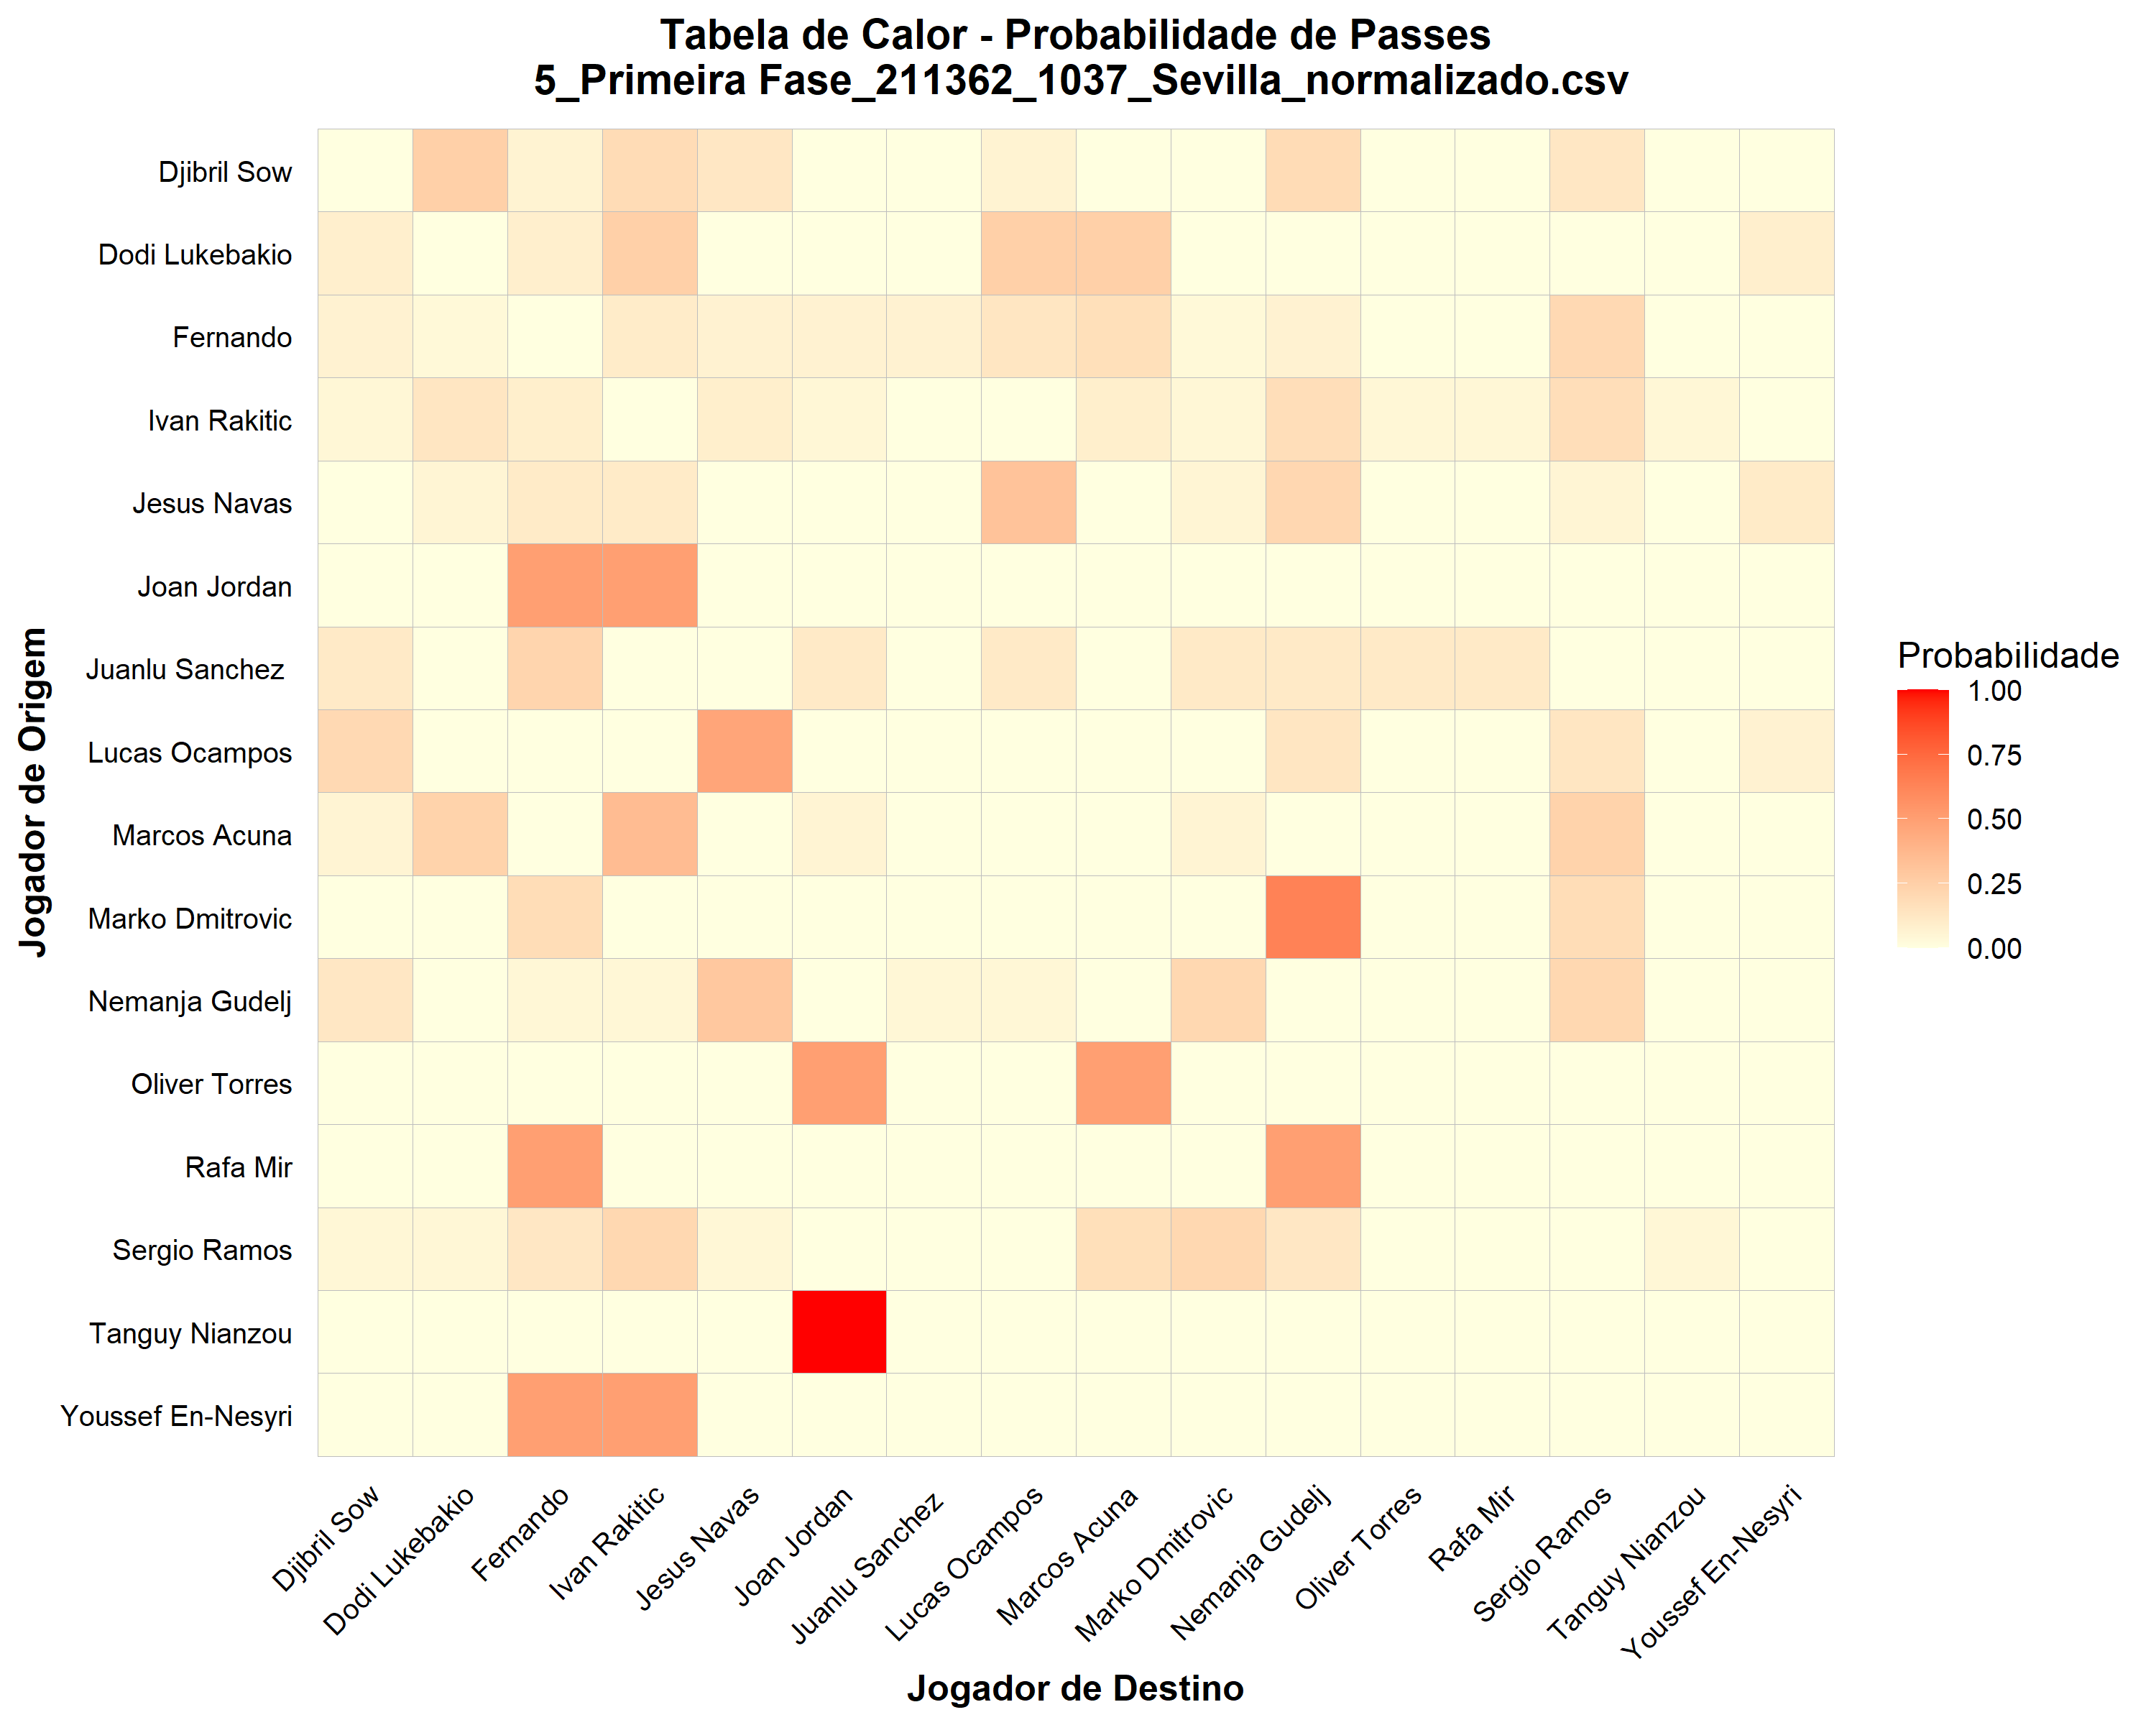 Tabela de Calor - Probabilidade de Passes
5_Primeira Fase_211362_1037_Sevilla_normalizado.csv
Jogador de Origem
Djibril Sow
Dodi Lukebakio
Fernando
Ivan Rakitic
Jesus Navas
Joan Jordan
Juanlu Sanchez
Lucas Ocampos
Marcos Acuna
Marko Dmitrovic
Nemanja Gudelj
Oliver Torres
Rafa Mir
Sergio Ramos
Tanguy Nianzou
Youssef En-Nesyri
Djibril Sow
Dodi Lukebakio
Fernando
Ivan Rakitic
Jesus Navas
Joan Jordan
Juanlu Sanchez
Lucas Ocampos
Marcos Acuna
Marko Dmitrovic
Nemanja Gudelj
Oliver Torres
Rafa Mir
Sergio Ramos
Tanguy Nianzou
Youssef En-Nesyri
Jogador de Destino
Probabilidade
1.00
0.75
0.50
0.25
0.00